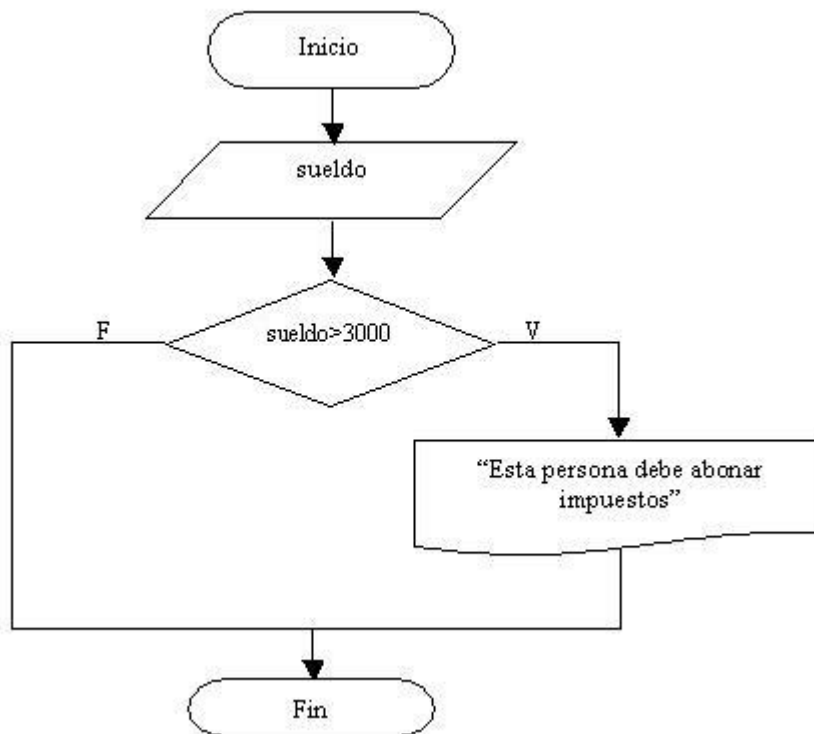 Inicio
sueldo
sueldo>3000
F
V
“Esta persona debe abonar
impuestos”
Fin